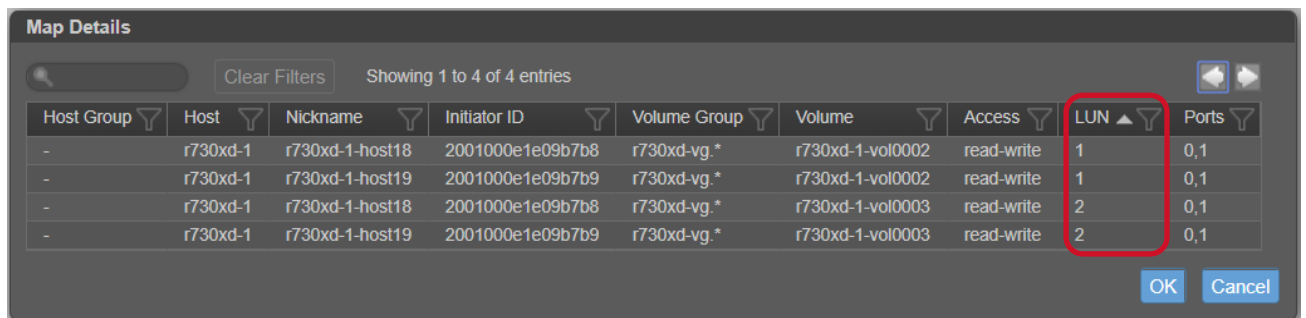 Map Details
Clear Filters Showing 1 to 4 of 4 entries
Host Group Host Nickname Initiator ID Volume Group Volume Access LUN Ports
- r730xd-1 r730xd-1-host18 2001000e1e09b7b8 r730xd-vg.* r730xd-1-vol0002 read-write 1 0,1
- r730xd-1 r730xd-1-host19 2001000e1e09b7b9 r730xd-vg.* r730xd-1-vol0002 read-write 1 0,1
- r730xd-1 r730xd-1-host18 2001000e1e09b7b8 r730xd-vg.* r730xd-1-vol0003 read-write 2 0,1
- r730xd-1 r730xd-1-host19 2001000e1e09b7b9 r730xd-vg.* r730xd-1-vol0003 read-write 2 0,1
OK Cancel